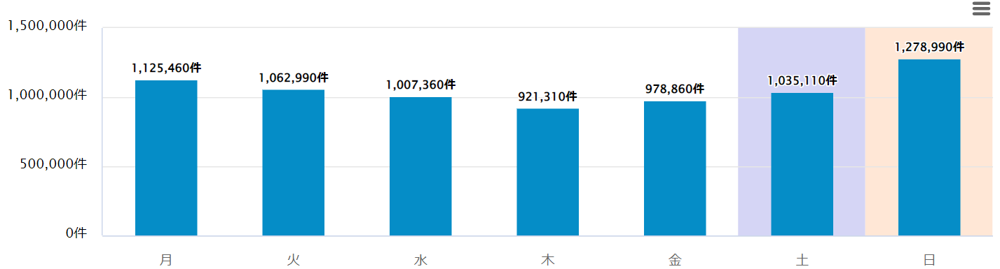 1,500,000件
1,000,000件
500,000件
0件
1,125,460件
1,062,990件
1,007,360件
921,310件
978,860件
1,035,110件
1,278,990件
月 火 水 木 金 土 日